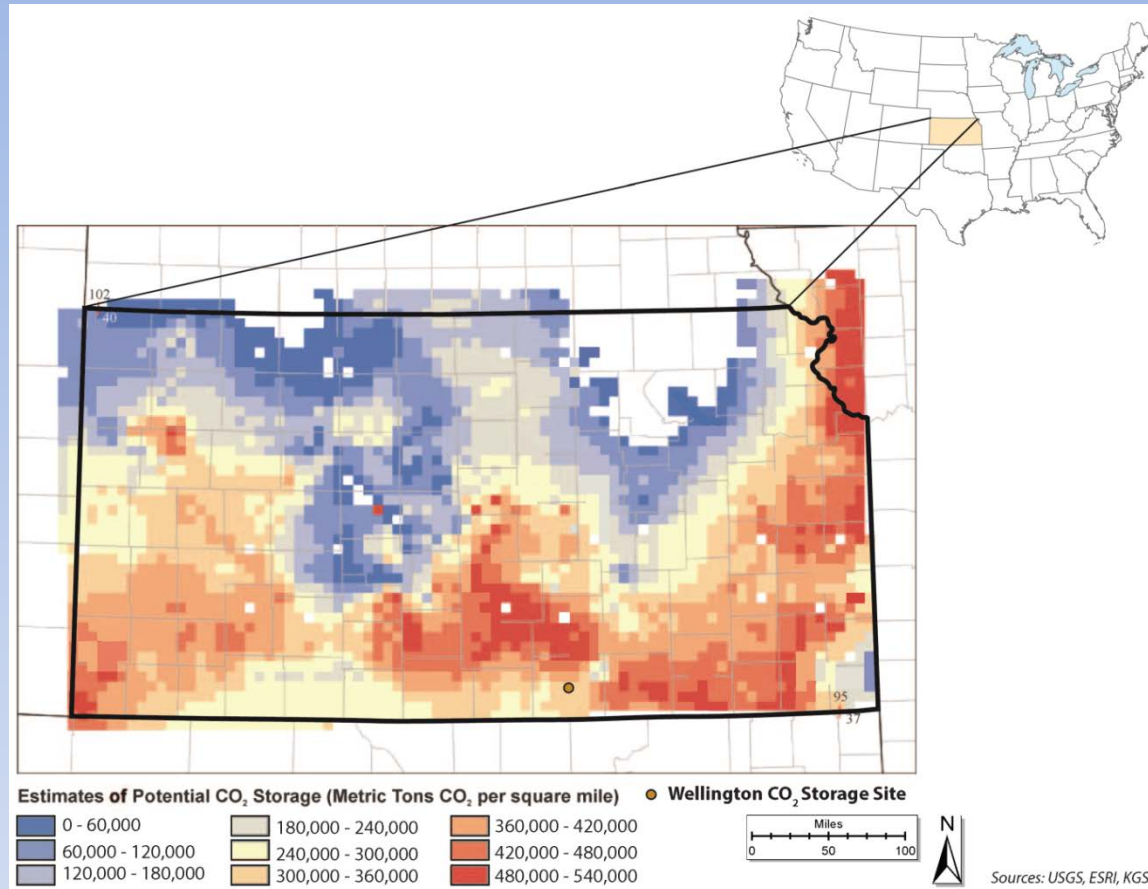 102
40
95
37
Estimates of Potential CO₂ Storage (Metric Tons CO₂ per square mile)
Wellington CO₂ Storage Site
0 - 60,000
60,000 - 120,000
120,000 - 180,000
180,000 - 240,000
240,000 - 300,000
300,000 - 360,000
360,000 - 420,000
420,000 - 480,000
480,000 - 540,000
Miles
0 50 100
N
Sources: USGS, ESRI, KGS